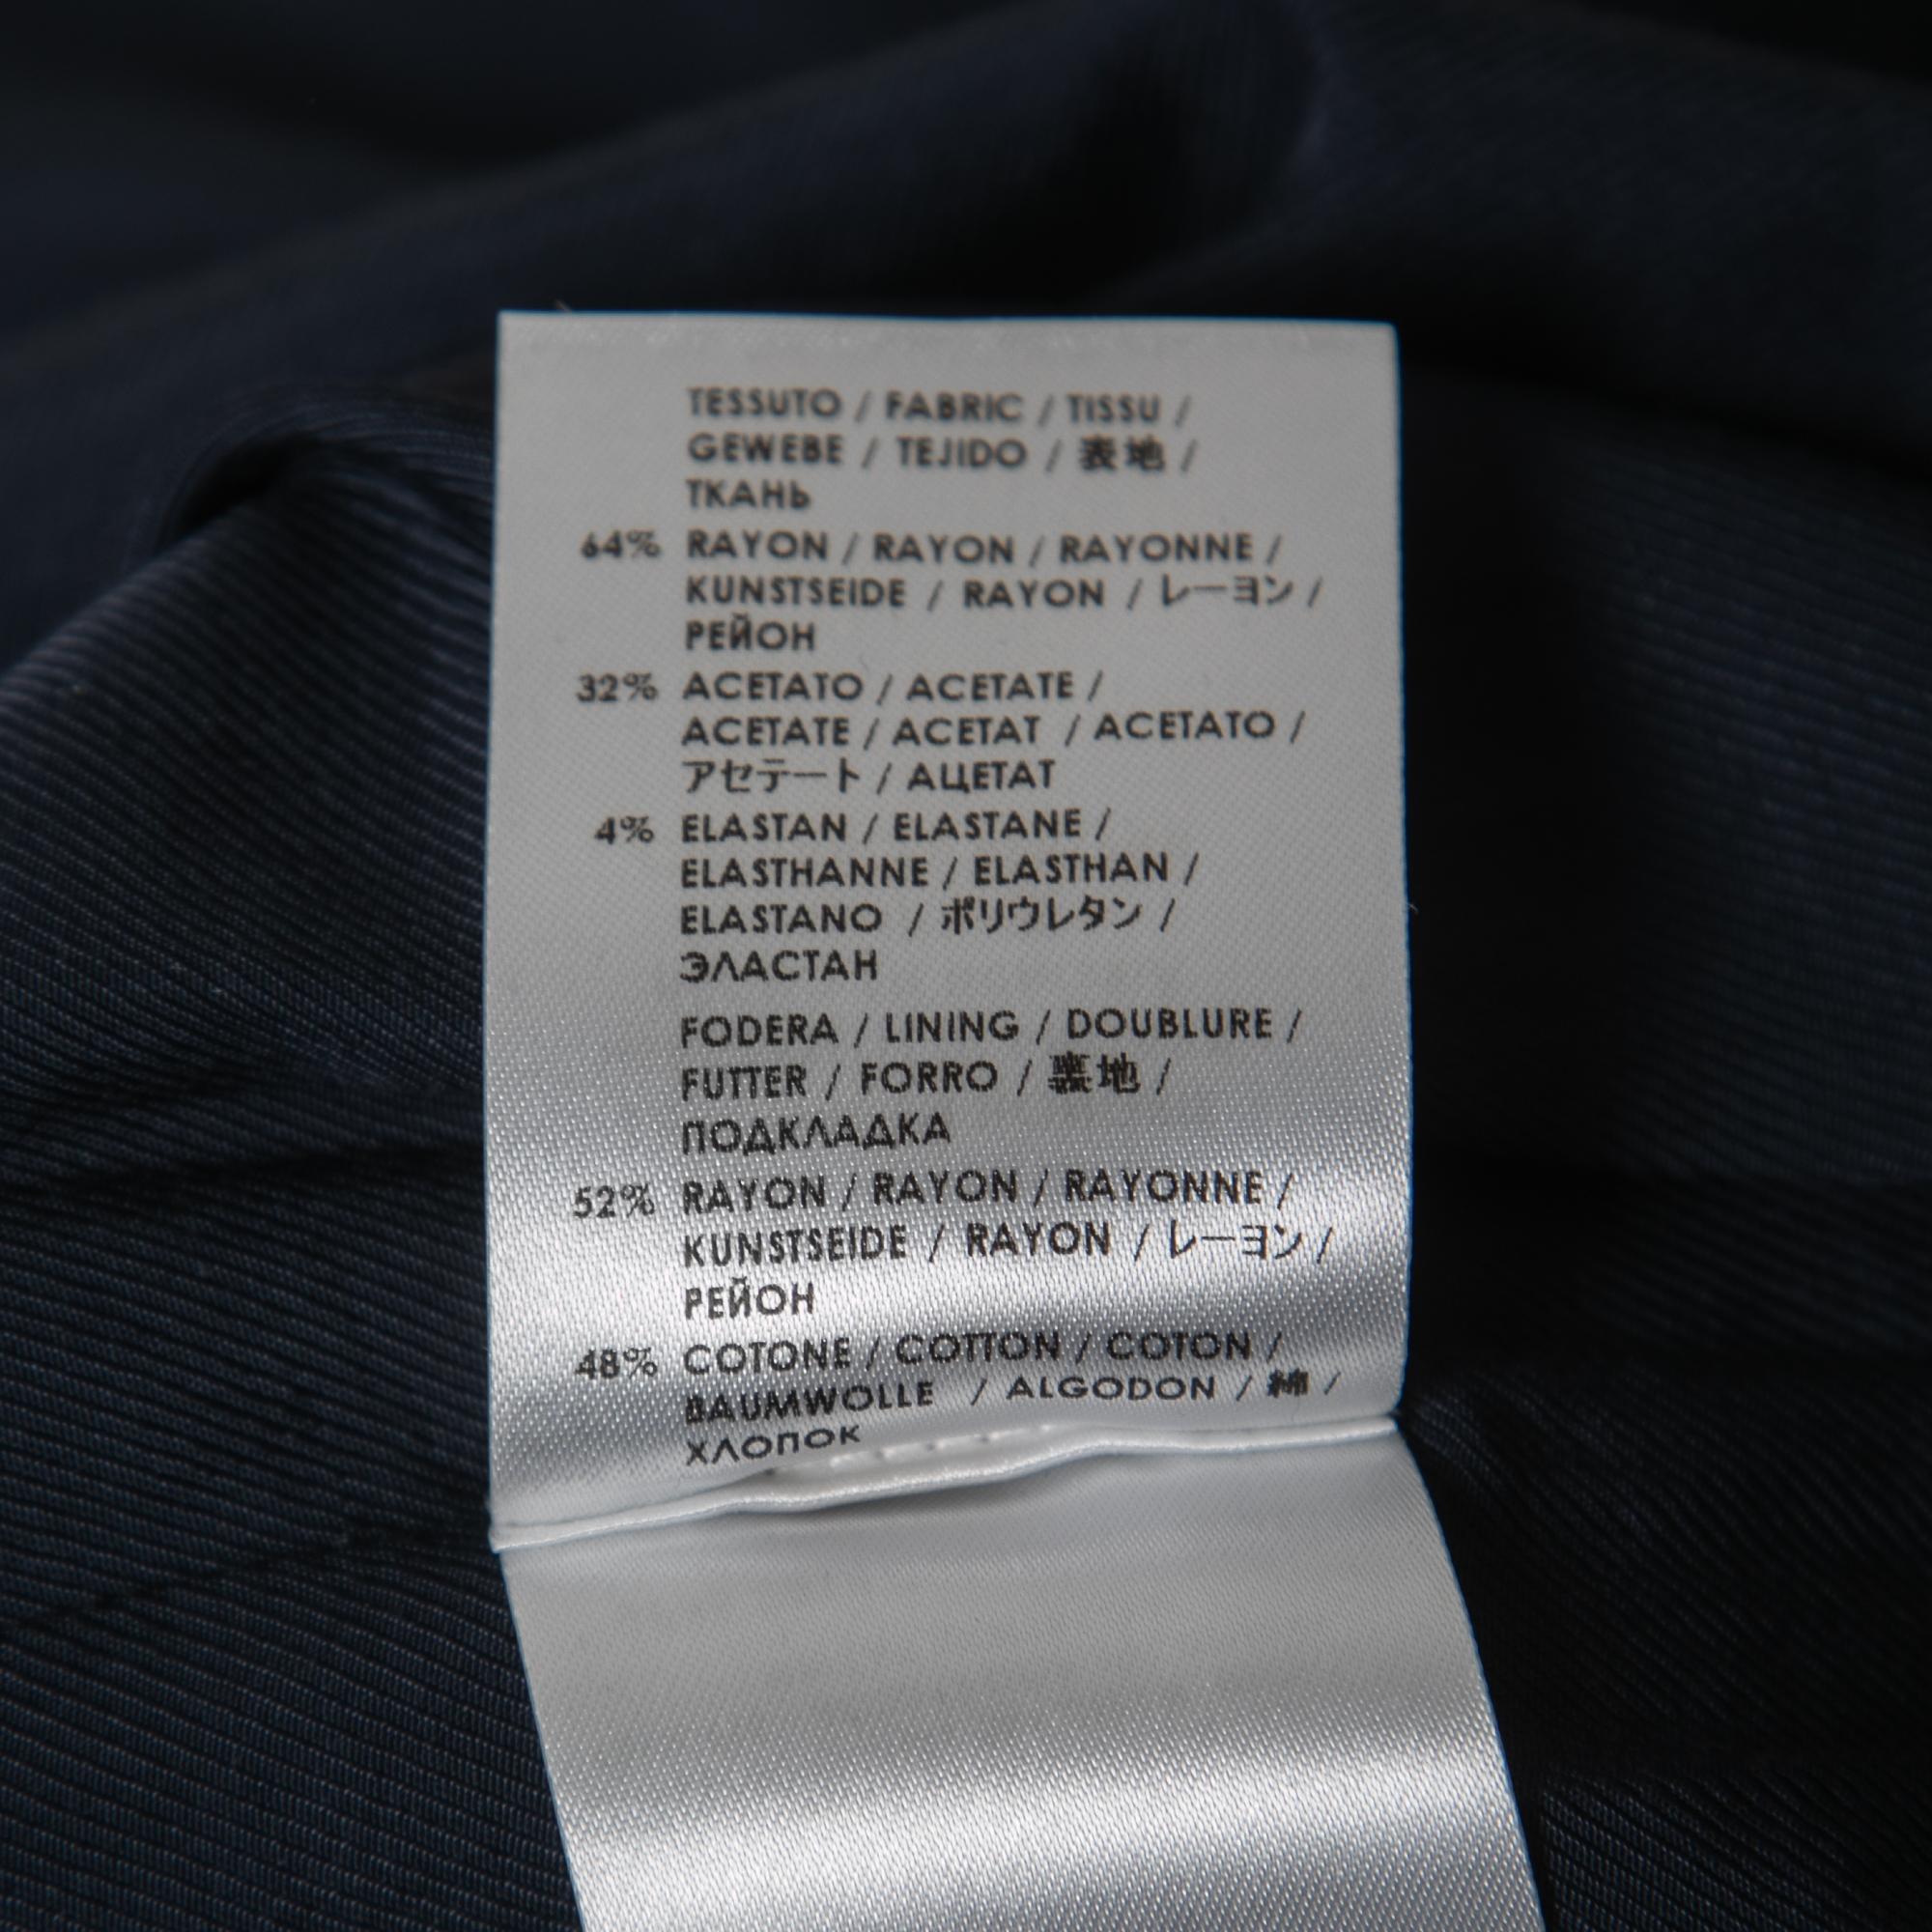 TESSUTO / FABRIC / TISSU /
GEWEBE / TEJIDO / 表地 /
ТКАНЬ
64% RAYON / RAYON / RAYONNE /
KUNSTSEIDE / RAYON / レーヨン /
РЕЙОН
32% ACETATO / ACETATE /
ACETATE / ACETAT / ACETATO /
アセテート / АЦЕТАТ
4% ELASTAN / ELASTANE /
ELASTHANNE / ELASTHAN /
ELASTANO / ポリウレタン /
ЭЛАСТАН
FODERA / LINING / DOUBLURE /
FUTTER / FORRO / 裏地 /
ПОДКЛАДКА
52% RAYON / RAYON / RAYONNE /
KUNSTSEIDE / RAYON / レーヨン /
РЕЙОН
48% COTONE / COTTON / COTON /
BAUMWOLLE / ALGODON / 綿 /
ХЛОПОК